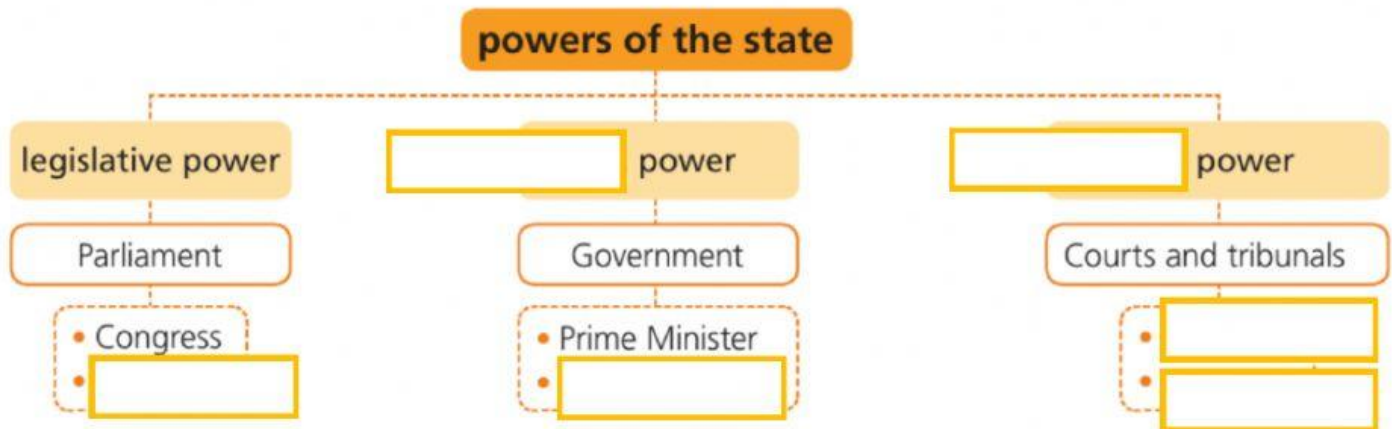 powers of the state
legislative power
power
power
Parliament
Government
Courts and tribunals
• Congress
•
• Prime Minister
•
•
•